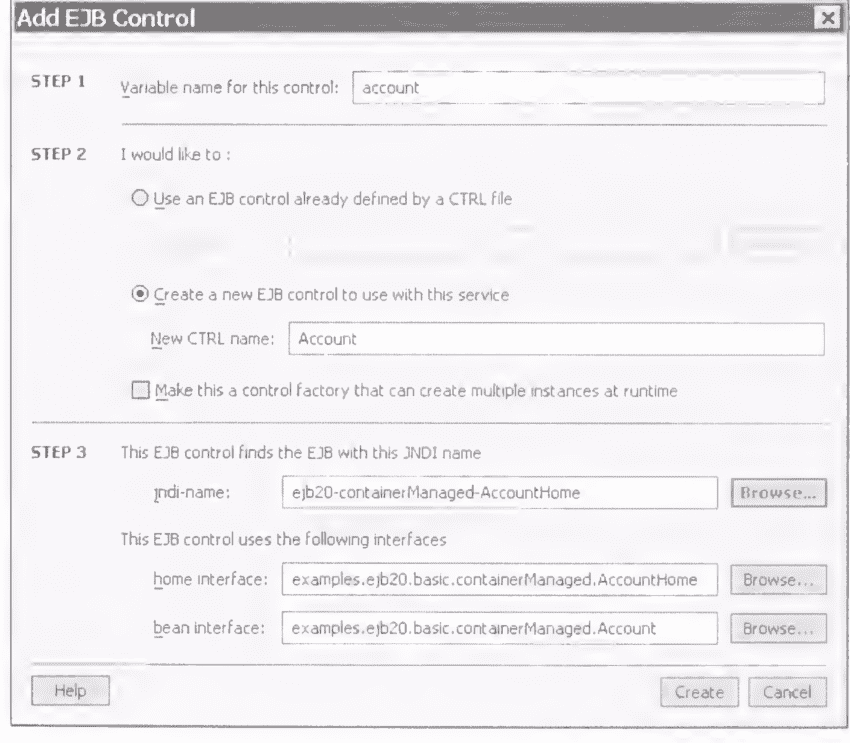 Add EJB Control
STEP 1 Variable name for this control: account
STEP 2 I would like to :
Use an EJB control already defined by a CTRL file
Create a new EJB control to use with this service
New CTRL name: Account
Make this a control factory that can create multiple instances at runtime
STEP 3 This EJB control finds the EJB with this JNDI name
jndi-name: ejb20-containerManaged-AccountHome Browse...
This EJB control uses the following interfaces
home interface: examples.ejb20.basic.containerManaged.AccountHome Browse...
bean interface: examples.ejb20.basic.containerManaged.Account Browse...
Help Create Cancel